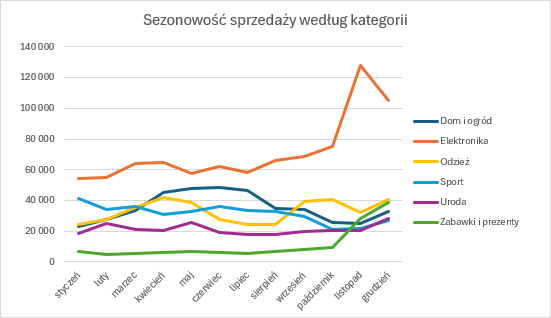 Sezonowość sprzedaży według kategorii
140 000
120 000
100 000
80 000
60 000
40 000
20 000
0
styczeń
luty
marzec
kwiecień
maj
czerwiec
lipiec
sierpień
wrzesień
październik
listopad
grudzień
Dom i ogród
Elektronika
Odzież
Sport
Uroda
Zabawki i prezenty